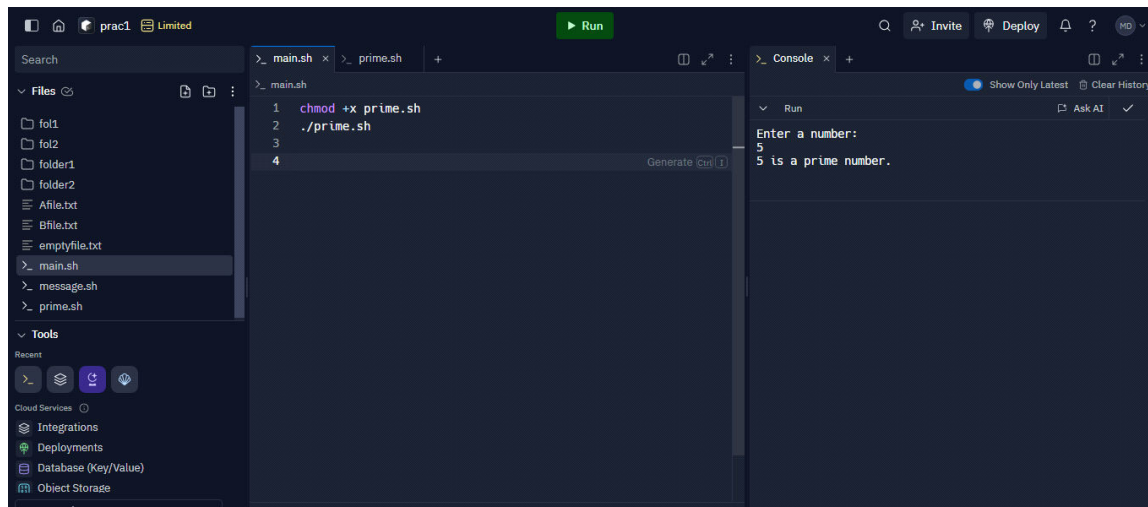 prac1 Limited
Run
Invite Deploy ? MD
Search
Files
fol1
fol2
folder1
folder2
Afile.txt
Bfile.txt
emptyfile.txt
>_ main.sh
>_ message.sh
>_ prime.sh
Tools
Recent
Cloud Services
Integrations
Deployments
Database (Key/Value)
Object Storage
>_ main.sh × >_ prime.sh +
>_ main.sh
1 chmod +x prime.sh
2 ./prime.sh
3
4 Generate Ctrl I
>_ Console × +
Show Only Latest Clear History
Run Ask AI
Enter a number:
5
5 is a prime number.